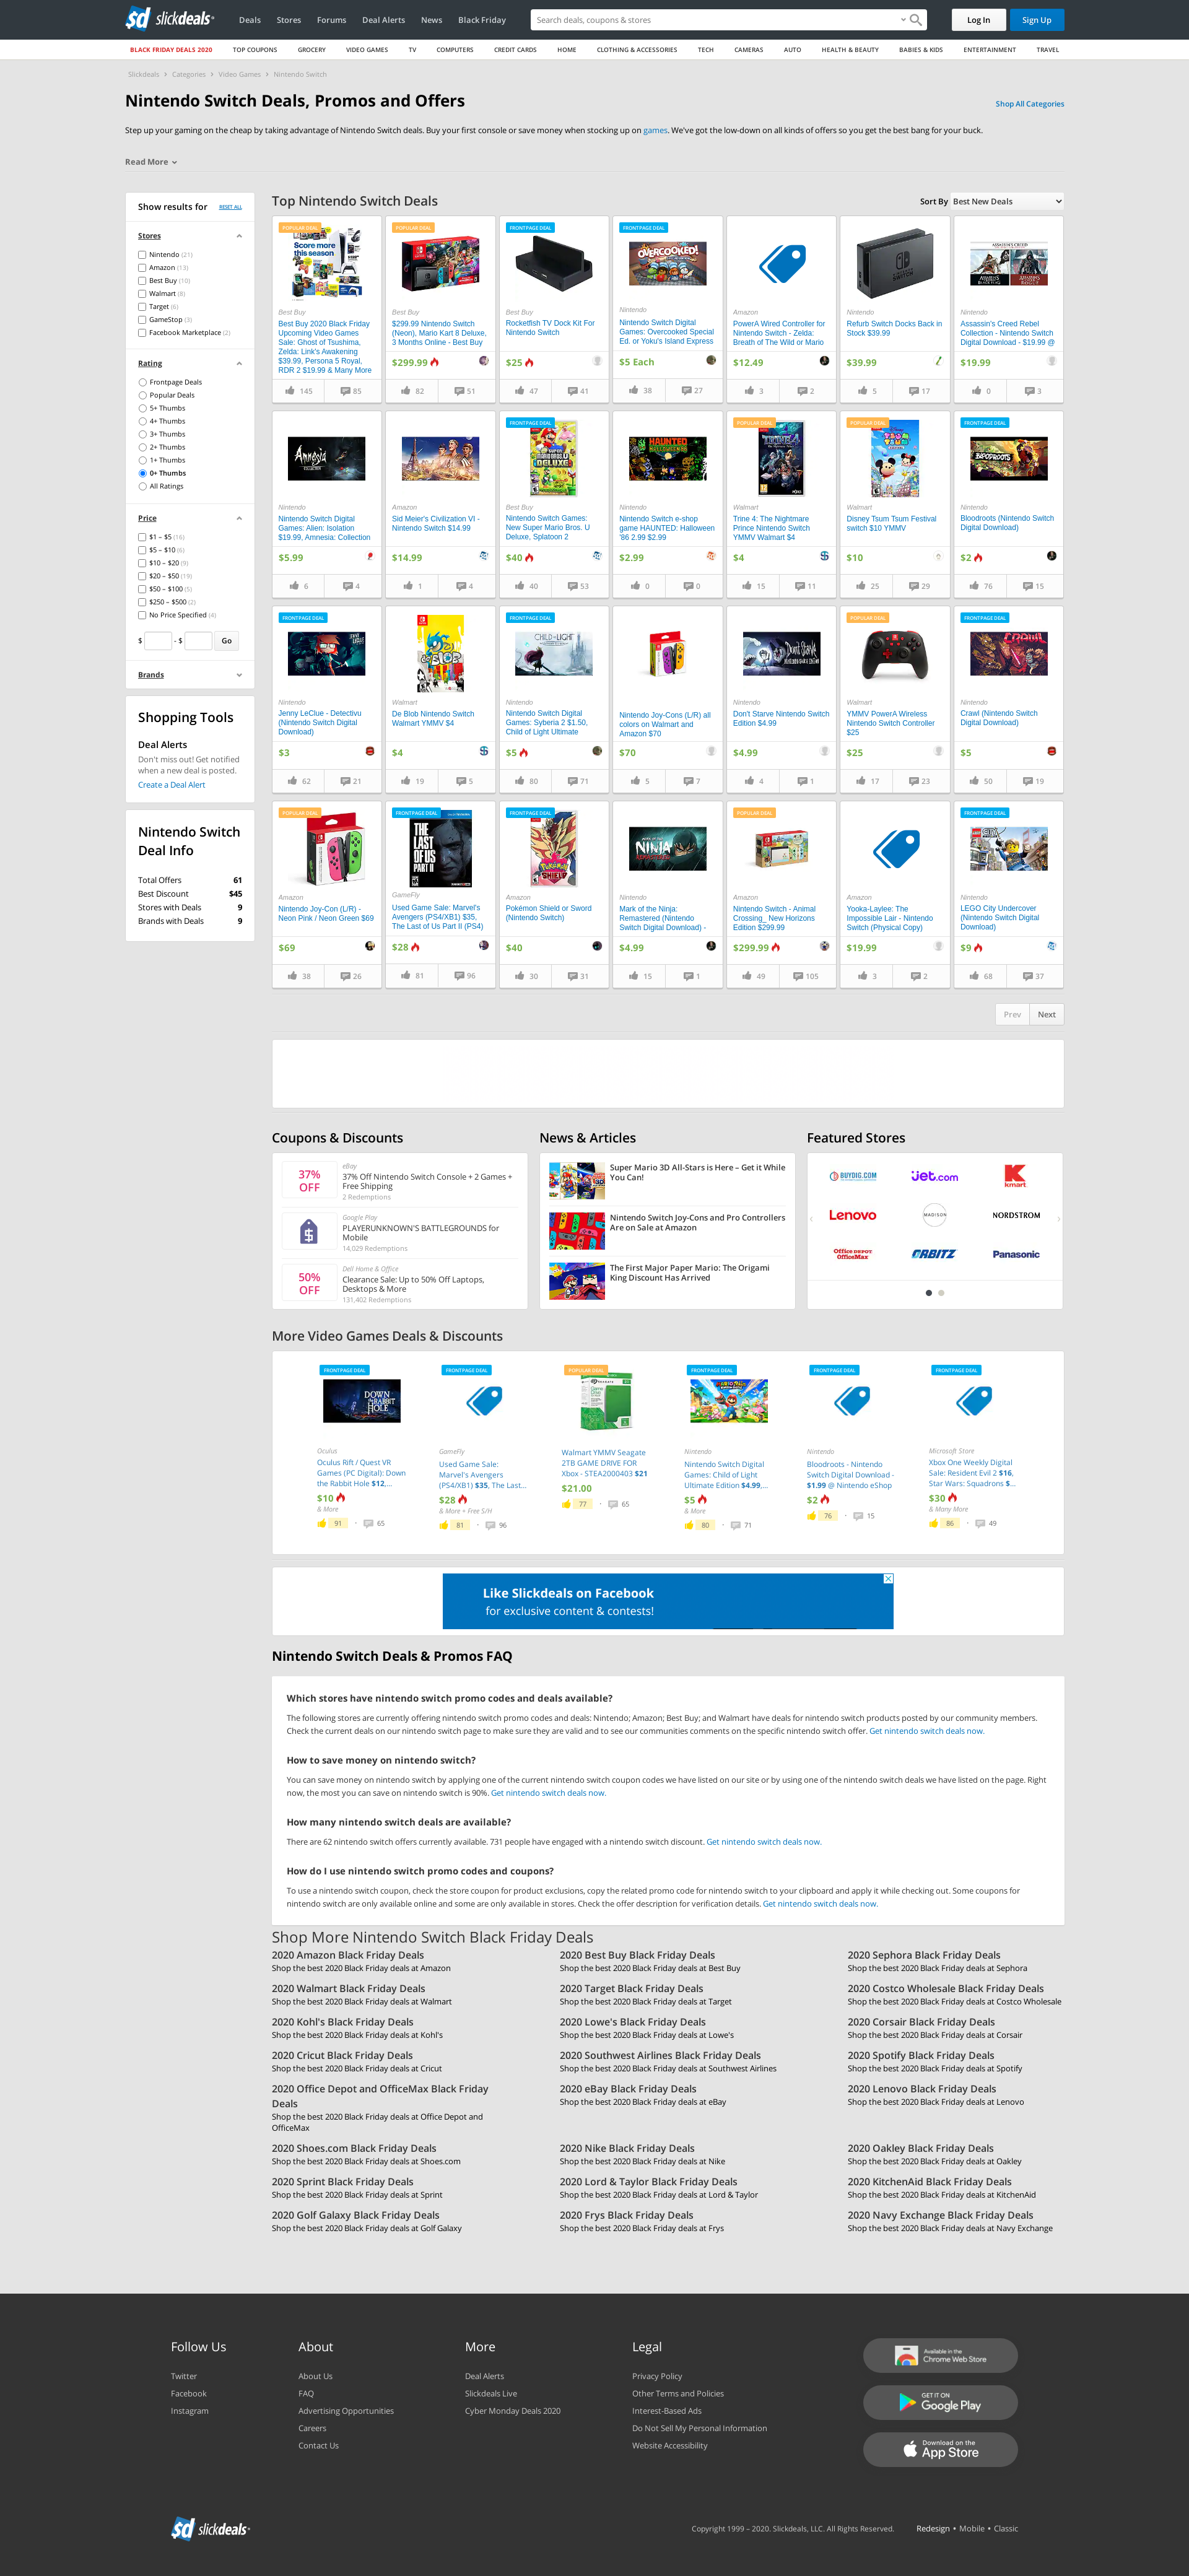 slickdeals
Deals Stores Forums Deal Alerts News Black Friday
Search deals, coupons & stores
Log In Sign Up
BLACK FRIDAY DEALS 2020 TOP COUPONS GROCERY VIDEO GAMES TV COMPUTERS CREDIT CARDS HOME CLOTHING & ACCESSORIES TECH CAMERAS AUTO HEALTH & BEAUTY BABIES & KIDS ENTERTAINMENT TRAVEL
Slickdeals › Categories › Video Games › Nintendo Switch
Nintendo Switch Deals, Promos and Offers
Shop All Categories
Step up your gaming on the cheap by taking advantage of Nintendo Switch deals. Buy your first console or save money when stocking up on games. We've got the low-down on all kinds of offers so you get the best bang for your buck.
Read More
Show results for RESET ALL
Stores
Nintendo (21)
Amazon (13)
Best Buy (10)
Walmart (8)
Target (6)
GameStop (3)
Facebook Marketplace (2)
Rating
Frontpage Deals
Popular Deals
5+ Thumbs
4+ Thumbs
3+ Thumbs
2+ Thumbs
1+ Thumbs
0+ Thumbs
All Ratings
Price
$1 – $5 (16)
$5 – $10 (6)
$10 – $20 (9)
$20 – $50 (19)
$50 – $100 (5)
$250 – $500 (2)
No Price Specified (4)
$ - $ Go
Brands
Shopping Tools
Deal Alerts
Don't miss out! Get notified
when a new deal is posted.
Create a Deal Alert
Nintendo Switch
Deal Info
Total Offers 61
Best Discount $45
Stores with Deals 9
Brands with Deals 9
Top Nintendo Switch Deals
Sort By Best New Deals
POPULAR DEAL
Score more
this season
Best Buy
Best Buy 2020 Black Friday
Upcoming Video Games
Sale: Ghost of Tsushima,
Zelda: Link's Awakening
$39.99, Persona 5 Royal,
RDR 2 $19.99 & Many More
145 85
POPULAR DEAL
Best Buy
$299.99 Nintendo Switch
(Neon), Mario Kart 8 Deluxe,
3 Months Online - Best Buy
$299.99
82 51
FRONTPAGE DEAL
Best Buy
Rocketfish TV Dock Kit For
Nintendo Switch
$25
47 41
FRONTPAGE DEAL
OVERCOOKED!
Nintendo
Nintendo Switch Digital
Games: Overcooked Special
Ed. or Yoku's Island Express
$5 Each
38 27
Amazon
PowerA Wired Controller for
Nintendo Switch - Zelda:
Breath of The Wild or Mario
$12.49
3 2
Nintendo
Refurb Switch Docks Back in
Stock $39.99
$39.99
5 17
ASSASSIN'S CREED
Nintendo
Assassin's Creed Rebel
Collection - Nintendo Switch
Digital Download - $19.99 @
$19.99
0 3
Amnesia
Nintendo
Nintendo Switch Digital
Games: Alien: Isolation
$19.99, Amnesia: Collection
$5.99
6 4
Amazon
Sid Meier's Civilization VI -
Nintendo Switch $14.99
$14.99
1 4
FRONTPAGE DEAL
DELUXE
Best Buy
Nintendo Switch Games:
New Super Mario Bros. U
Deluxe, Splatoon 2
$40
40 53
HAUNTED
Nintendo
Nintendo Switch e-shop
game HAUNTED: Halloween
'86 2.99 $2.99
$2.99
0 0
POPULAR DEAL
TRINE 4
Walmart
Trine 4: The Nightmare
Prince Nintendo Switch
YMMV Walmart $4
$4
15 11
POPULAR DEAL
Walmart
Disney Tsum Tsum Festival
switch $10 YMMV
$10
25 29
FRONTPAGE DEAL
BLOODROOTS
Nintendo
Bloodroots (Nintendo Switch
Digital Download)
$2
76 15
FRONTPAGE DEAL
Nintendo
Jenny LeClue - Detectivu
(Nintendo Switch Digital
Download)
$3
62 21
Walmart
De Blob Nintendo Switch
Walmart YMMV $4
$4
19 5
FRONTPAGE DEAL
CHILD of LIGHT
Nintendo
Nintendo Switch Digital
Games: Syberia 2 $1.50,
Child of Light Ultimate
$5
80 71
Nintendo Joy-Cons (L/R) all
colors on Walmart and
Amazon $70
$70
5 7
Don't Starve
Nintendo
Don't Starve Nintendo Switch
Edition $4.99
$4.99
4 1
POPULAR DEAL
Walmart
YMMV PowerA Wireless
Nintendo Switch Controller
$25
$25
17 23
FRONTPAGE DEAL
CRAWL
Nintendo
Crawl (Nintendo Switch
Digital Download)
$5
50 19
POPULAR DEAL
Amazon
Nintendo Joy-Con (L/R) -
Neon Pink / Neon Green $69
$69
38 26
FRONTPAGE DEAL
THE
LAST
OF US
PART II
GameFly
Used Game Sale: Marvel's
Avengers (PS4/XB1) $35,
The Last of Us Part II (PS4)
$28
81 96
FRONTPAGE DEAL
SHIELD
Amazon
Pokémon Shield or Sword
(Nintendo Switch)
$40
30 31
NINJA
Nintendo
Mark of the Ninja:
Remastered (Nintendo
Switch Digital Download) -
$4.99
15 1
POPULAR DEAL
Amazon
Nintendo Switch - Animal
Crossing_ New Horizons
Edition $299.99
$299.99
49 105
Amazon
Yooka-Laylee: The
Impossible Lair - Nintendo
Switch (Physical Copy)
$19.99
3 2
FRONTPAGE DEAL
Nintendo
LEGO City Undercover
(Nintendo Switch Digital
Download)
$9
68 37
Prev Next
Coupons & Discounts
37%
OFF
eBay
37% Off Nintendo Switch Console + 2 Games +
Free Shipping
2 Redemptions
Google Play
PLAYERUNKNOWN'S BATTLEGROUNDS for
Mobile
14,029 Redemptions
50%
OFF
Dell Home & Office
Clearance Sale: Up to 50% Off Laptops,
Desktops & More
131,402 Redemptions
News & Articles
Super Mario 3D All-Stars is Here – Get it While
You Can!
Nintendo Switch Joy-Cons and Pro Controllers
Are on Sale at Amazon
The First Major Paper Mario: The Origami
King Discount Has Arrived
Featured Stores
BUYDIG.COM jet.com kmart
Lenovo MADISON NORDSTROM
Office DEPOT OfficeMax ORBITZ Panasonic
More Video Games Deals & Discounts
FRONTPAGE DEAL
DOWN
THE RABBIT
HOLE
Oculus
Oculus Rift / Quest VR
Games (PC Digital): Down
the Rabbit Hole $12,...
$10
& More
91 • 65
FRONTPAGE DEAL
GameFly
Used Game Sale:
Marvel's Avengers
(PS4/XB1) $35, The Last...
$28
& More + Free S/H
81 • 96
POPULAR DEAL
Walmart YMMV Seagate
2TB GAME DRIVE FOR
Xbox - STEA2000403 $21
$21.00
77 • 65
FRONTPAGE DEAL
Nintendo
Nintendo Switch Digital
Games: Child of Light
Ultimate Edition $4.99,...
$5
& More
80 • 71
FRONTPAGE DEAL
Nintendo
Bloodroots - Nintendo
Switch Digital Download -
$1.99 @ Nintendo eShop
$2
76 • 15
FRONTPAGE DEAL
Microsoft Store
Xbox One Weekly Digital
Sale: Resident Evil 2 $16,
Star Wars: Squadrons $...
$30
& Many More
86 • 49
Like Slickdeals on Facebook
for exclusive content & contests!
Nintendo Switch Deals & Promos FAQ
Which stores have nintendo switch promo codes and deals available?
The following stores are currently offering nintendo switch promo codes and deals: Nintendo; Amazon; Best Buy; and Walmart have deals for nintendo switch products posted by our community members.
Check the current deals on our nintendo switch page to make sure they are valid and to see our communities comments on the specific nintendo switch offer. Get nintendo switch deals now.
How to save money on nintendo switch?
You can save money on nintendo switch by applying one of the current nintendo switch coupon codes we have listed on our site or by using one of the nintendo switch deals we have listed on the page. Right
now, the most you can save on nintendo switch is 90%. Get nintendo switch deals now.
How many nintendo switch deals are available?
There are 62 nintendo switch offers currently available. 731 people have engaged with a nintendo switch discount. Get nintendo switch deals now.
How do I use nintendo switch promo codes and coupons?
To use a nintendo switch coupon, check the store coupon for product exclusions, copy the related promo code for nintendo switch to your clipboard and apply it while checking out. Some coupons for
nintendo switch are only available online and some are only available in stores. Check the offer description for verification details. Get nintendo switch deals now.
Shop More Nintendo Switch Black Friday Deals
2020 Amazon Black Friday Deals
Shop the best 2020 Black Friday deals at Amazon
2020 Best Buy Black Friday Deals
Shop the best 2020 Black Friday deals at Best Buy
2020 Sephora Black Friday Deals
Shop the best 2020 Black Friday deals at Sephora
2020 Walmart Black Friday Deals
Shop the best 2020 Black Friday deals at Walmart
2020 Target Black Friday Deals
Shop the best 2020 Black Friday deals at Target
2020 Costco Wholesale Black Friday Deals
Shop the best 2020 Black Friday deals at Costco Wholesale
2020 Kohl's Black Friday Deals
Shop the best 2020 Black Friday deals at Kohl's
2020 Lowe's Black Friday Deals
Shop the best 2020 Black Friday deals at Lowe's
2020 Corsair Black Friday Deals
Shop the best 2020 Black Friday deals at Corsair
2020 Cricut Black Friday Deals
Shop the best 2020 Black Friday deals at Cricut
2020 Southwest Airlines Black Friday Deals
Shop the best 2020 Black Friday deals at Southwest Airlines
2020 Spotify Black Friday Deals
Shop the best 2020 Black Friday deals at Spotify
2020 Office Depot and OfficeMax Black Friday
Deals
Shop the best 2020 Black Friday deals at Office Depot and
OfficeMax
2020 eBay Black Friday Deals
Shop the best 2020 Black Friday deals at eBay
2020 Lenovo Black Friday Deals
Shop the best 2020 Black Friday deals at Lenovo
2020 Shoes.com Black Friday Deals
Shop the best 2020 Black Friday deals at Shoes.com
2020 Nike Black Friday Deals
Shop the best 2020 Black Friday deals at Nike
2020 Oakley Black Friday Deals
Shop the best 2020 Black Friday deals at Oakley
2020 Sprint Black Friday Deals
Shop the best 2020 Black Friday deals at Sprint
2020 Lord & Taylor Black Friday Deals
Shop the best 2020 Black Friday deals at Lord & Taylor
2020 KitchenAid Black Friday Deals
Shop the best 2020 Black Friday deals at KitchenAid
2020 Golf Galaxy Black Friday Deals
Shop the best 2020 Black Friday deals at Golf Galaxy
2020 Frys Black Friday Deals
Shop the best 2020 Black Friday deals at Frys
2020 Navy Exchange Black Friday Deals
Shop the best 2020 Black Friday deals at Navy Exchange
Follow Us
Twitter
Facebook
Instagram
About
About Us
FAQ
Advertising Opportunities
Careers
Contact Us
More
Deal Alerts
Slickdeals Live
Cyber Monday Deals 2020
Legal
Privacy Policy
Other Terms and Policies
Interest-Based Ads
Do Not Sell My Personal Information
Website Accessibility
Available in the
Chrome Web Store
GET IT ON
Google Play
Download on the
App Store
slickdeals
Copyright 1999 – 2020. Slickdeals, LLC. All Rights Reserved. Redesign • Mobile • Classic